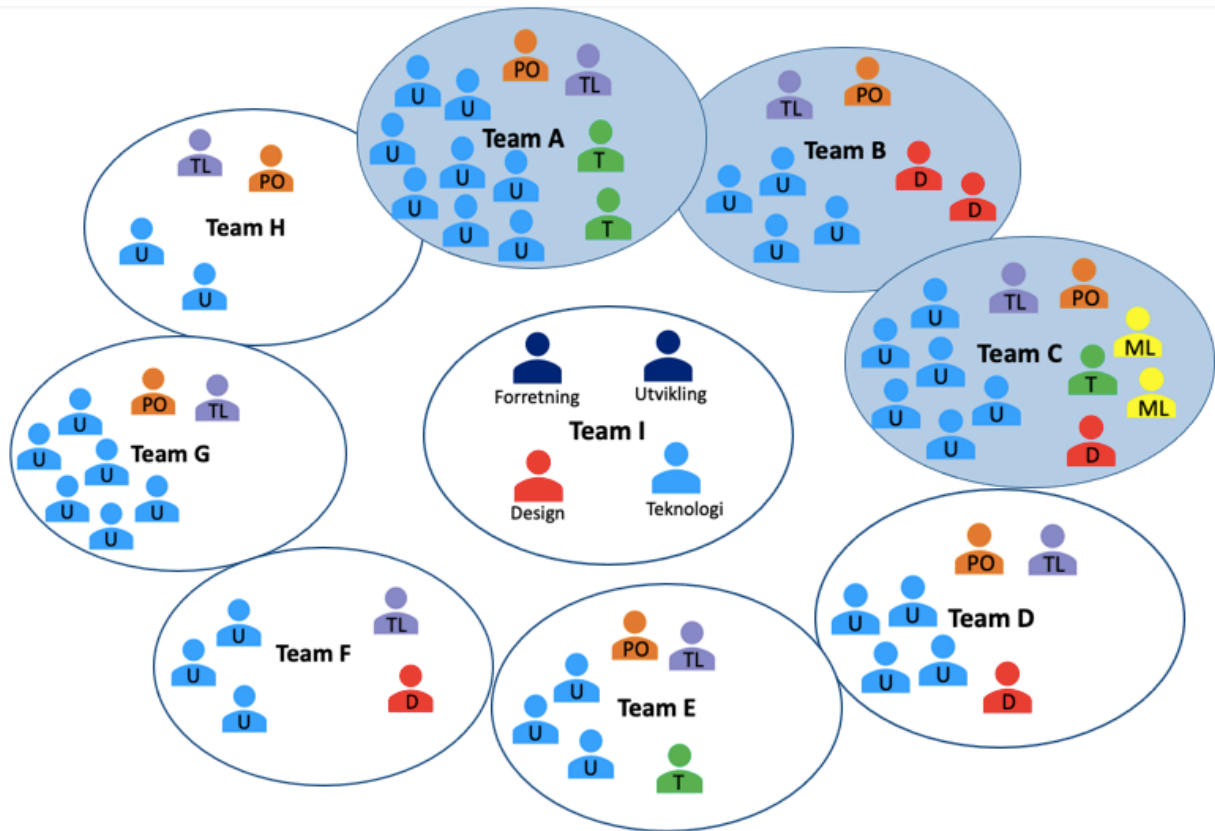 PO
TL
U
U
Team A
U
T
U
U
U
T
U
U
TL
PO
Team B
D
U
U
D
U
U
TL
PO
Team H
U
U
TL
PO
U
ML
Team C
U
U
T
ML
U
U
U
D
Forretning
Utvikling
Team I
Design
Teknologi
PO
TL
U
U
Team G
U
U
U
U
PO
TL
U
U
Team D
U
U
D
TL
U
Team F
U
D
U
PO
TL
U
Team E
U
U
T